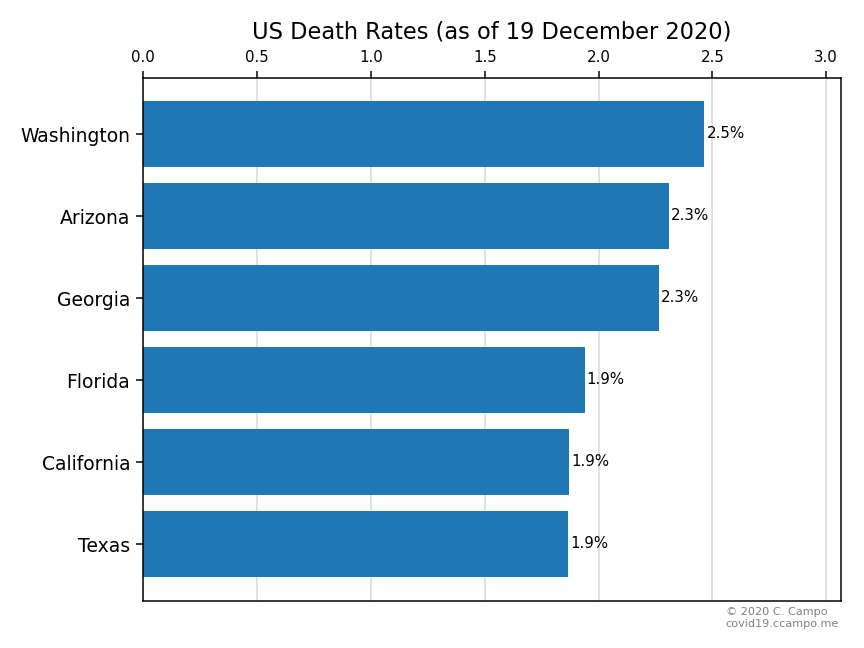 US Death Rates (as of 19 December 2020)
0.0 0.5 1.0 1.5 2.0 2.5 3.0
Washington 2.5%
Arizona 2.3%
Georgia 2.3%
Florida 1.9%
California 1.9%
Texas 1.9%
© 2020 C. Campo
covid19.ccampo.me